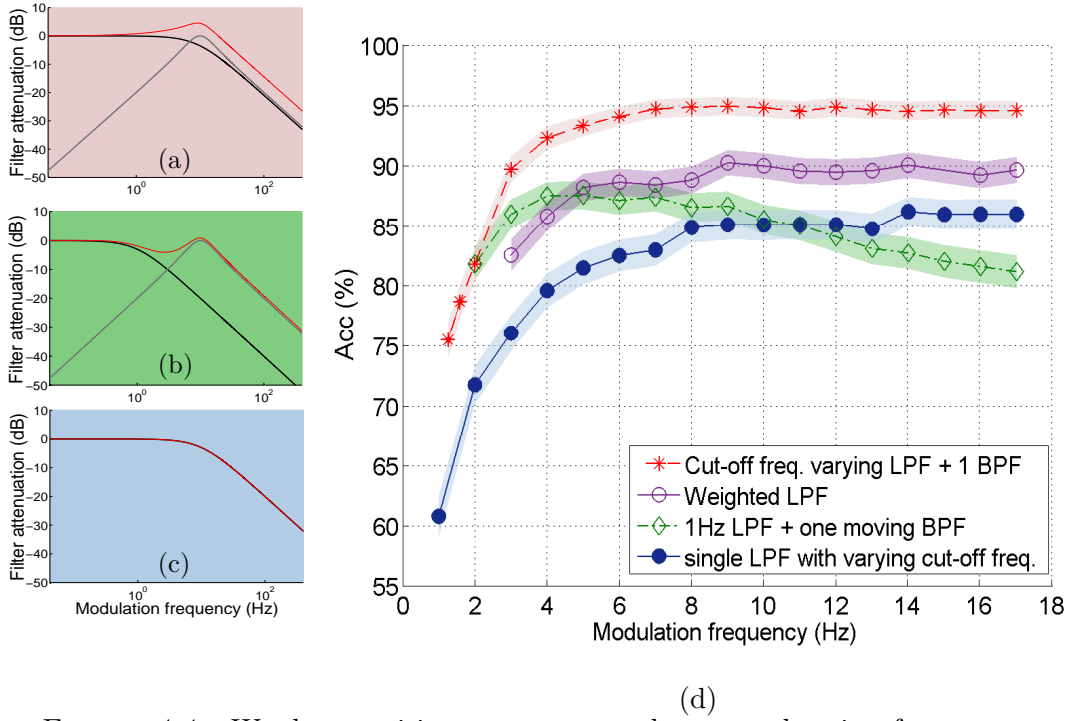 10
0
−10
−20
−30
−40
−50
Filter attenuation (dB)
(a)
10^0
10^2
10
0
−10
−20
−30
−40
−50
Filter attenuation (dB)
(b)
10^0
10^2
10
0
−10
−20
−30
−40
−50
Filter attenuation (dB)
(c)
10^0
10^2
Modulation frequency (Hz)
100
95
90
85
80
75
70
65
60
55
Acc (%)
Cut-off freq. varying LPF + 1 BPF
Weighted LPF
1Hz LPF + one moving BPF
single LPF with varying cut-off freq.
0 2 4 6 8 10 12 14 16 18
Modulation frequency (Hz)
(d)